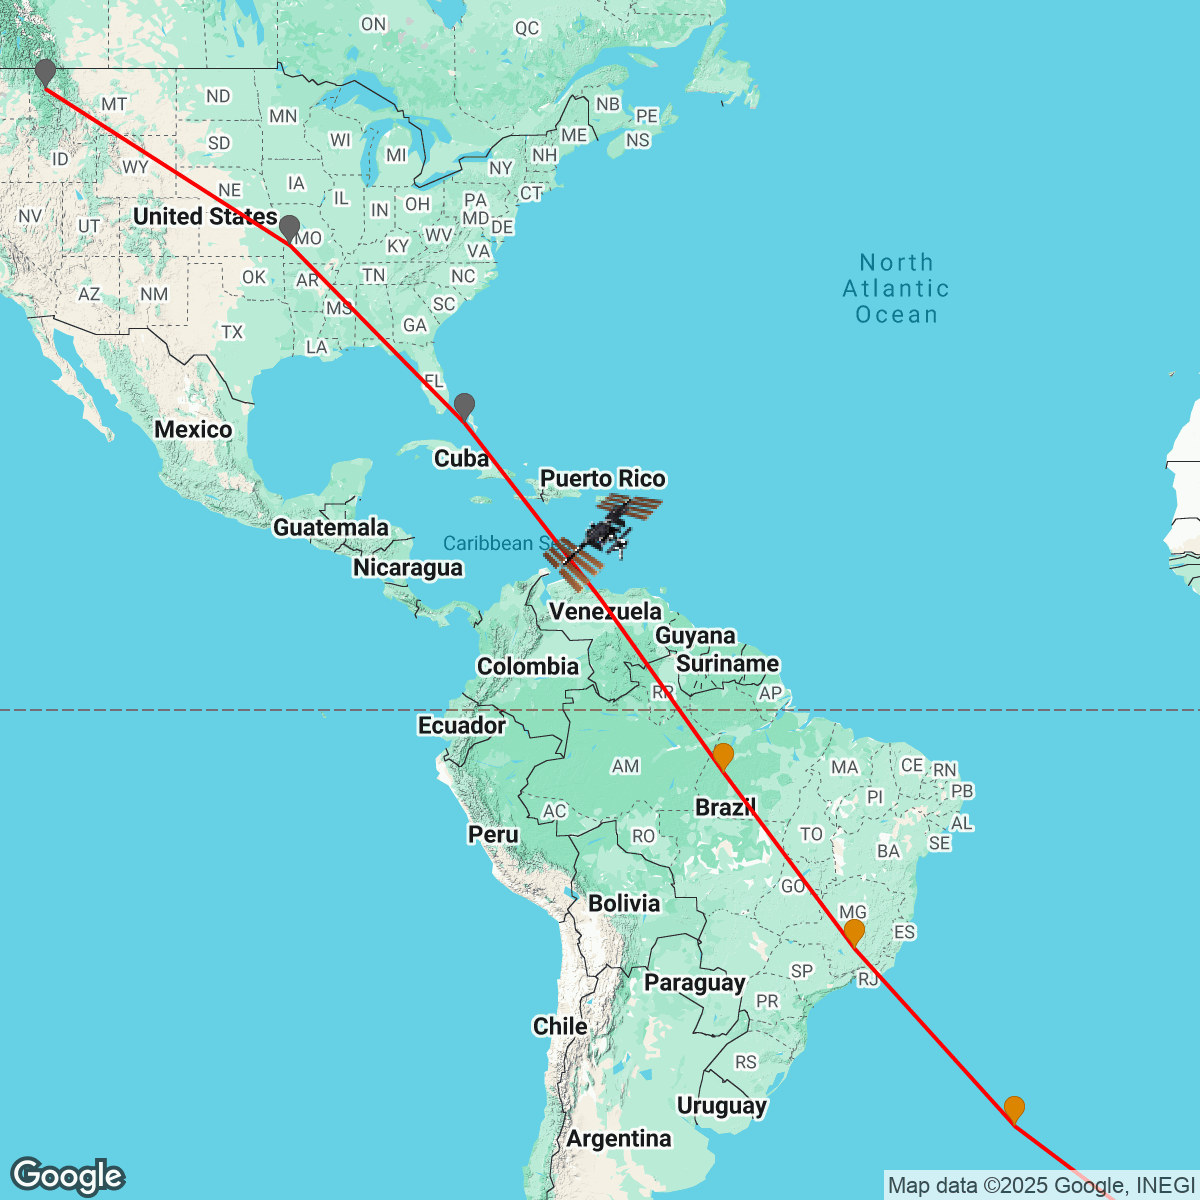 ON
QC
MT
ND
MN
NB
PE
ME
NS
WI
SD
MI
NH
ID
WY
NY
NE
IA
IL
CT
PA
OH
IN
NV
United States
MD
UT
DE
MO
WV
KY
VA
North
Atlantic
Ocean
OK
AR
TN
NC
AZ
NM
MS
SC
GA
TX
LA
FL
Mexico
Cuba
Puerto Rico
Guatemala
Caribbean Se
Nicaragua
Venezuela
Guyana
Colombia
Suriname
RR
AP
Ecuador
AM
MA
CE
RN
PB
PI
Brazil
AC
AL
Peru
RO
TO
SE
BA
GO
Bolivia
MG
ES
SP
RJ
Paraguay
PR
Chile
RS
Uruguay
Argentina
Google
Map data ©2025 Google, INEGI